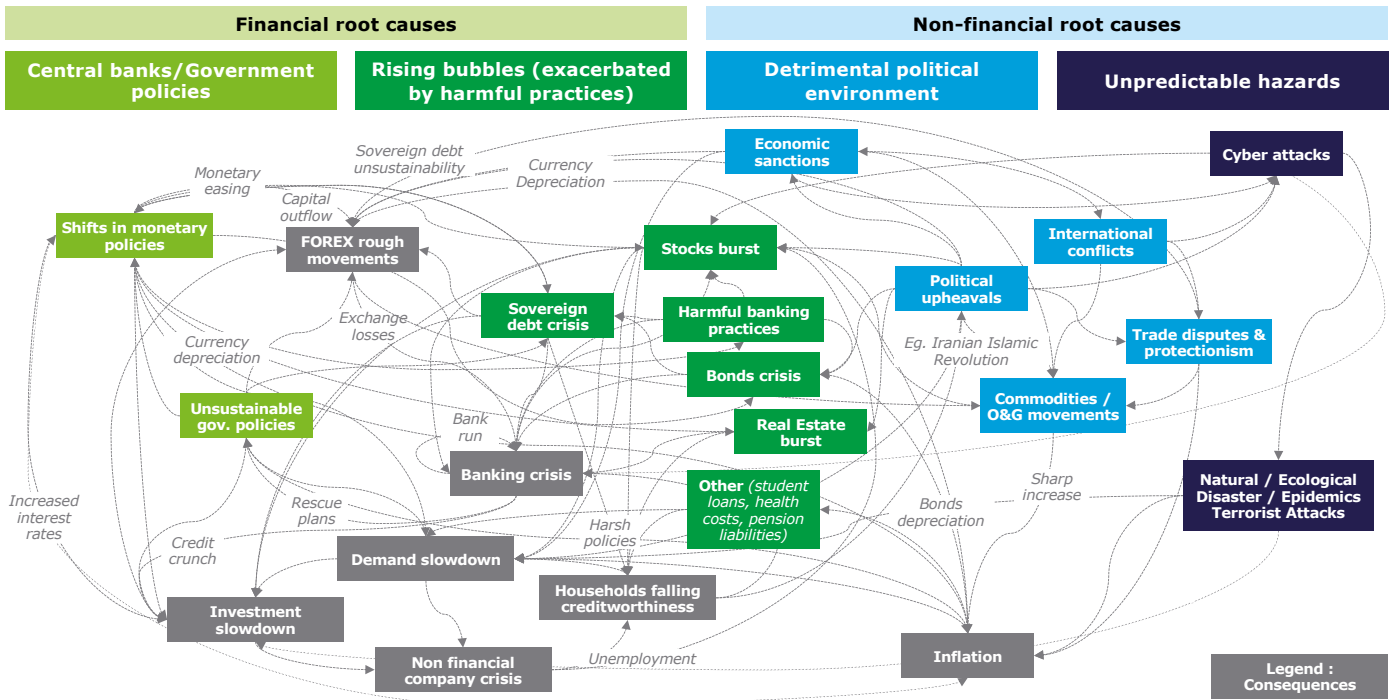 Financial root causes
Non-financial root causes
Central banks/Government
policies
Rising bubbles (exacerbated
by harmful practices)
Detrimental political
environment
Unpredictable hazards
Monetary
easing
Sovereign debt
unsustainability
Capital
outflow
Currency
Depreciation
Economic
sanctions
Cyber attacks
Shifts in monetary
policies
FOREX rough
movements
Stocks burst
International
conflicts
Political
upheavals
Sovereign
debt crisis
Harmful banking
practices
Exchange
losses
Currency
depreciation
Eg. Iranian Islamic
Revolution
Trade disputes &
protectionism
Bonds crisis
Commodities /
O&G movements
Unsustainable
gov. policies
Bank
run
Real Estate
burst
Banking crisis
Increased
interest
rates
Rescue
plans
Credit
crunch
Other (student
loans, health
costs, pension
liabilities)
Harsh
policies
Bonds
depreciation
Sharp
increase
Natural / Ecological
Disaster / Epidemics
Terrorist Attacks
Demand slowdown
Households falling
creditworthiness
Investment
slowdown
Non financial
company crisis
Unemployment
Inflation
Legend :
Consequences